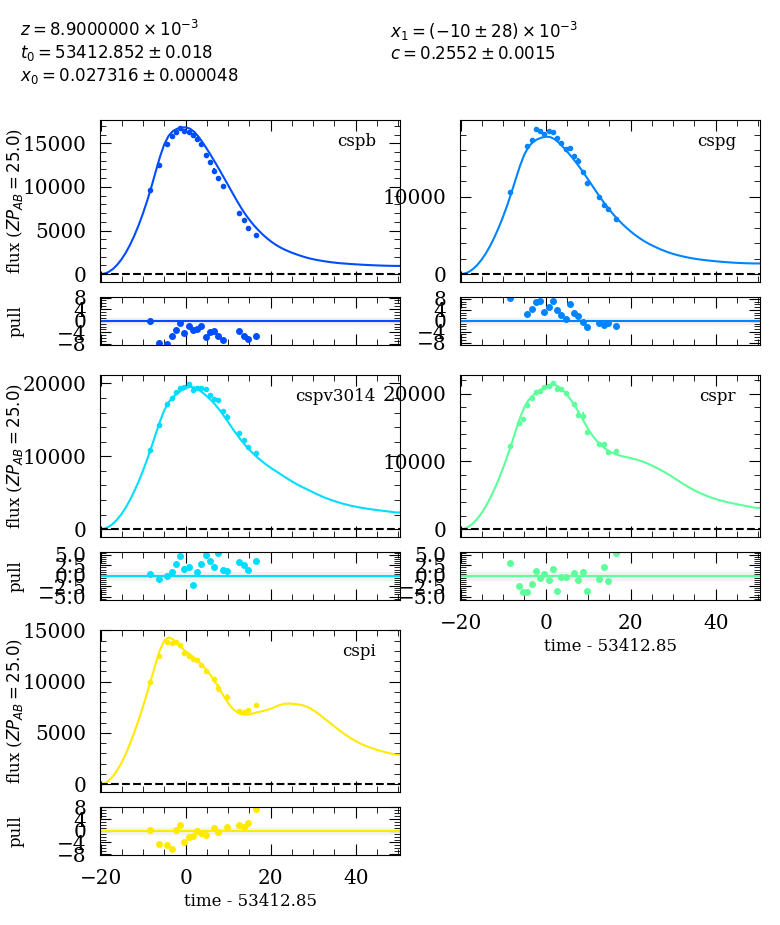 z = 8.9000000 × 10⁻³
t₀ = 53412.852 ± 0.018
x₀ = 0.027316 ± 0.000048
x₁ = (−10 ± 28) × 10⁻³
c = 0.2552 ± 0.0015
cspb
flux (ZP_AB = 25.0)
15000
10000
5000
0
cspg
10000
0
pull
8
4
0
−4
−8
8
4
0
−4
−8
cspv3014
flux (ZP_AB = 25.0)
20000
10000
0
cspr
20000
10000
0
pull
5.0
2.5
0.0
−2.5
−5.0
5.0
2.5
0.0
−2.5
−5.0
−20 0 20 40
time - 53412.85
cspi
flux (ZP_AB = 25.0)
15000
10000
5000
0
pull
8
4
0
−4
−8
−20 0 20 40
time - 53412.85